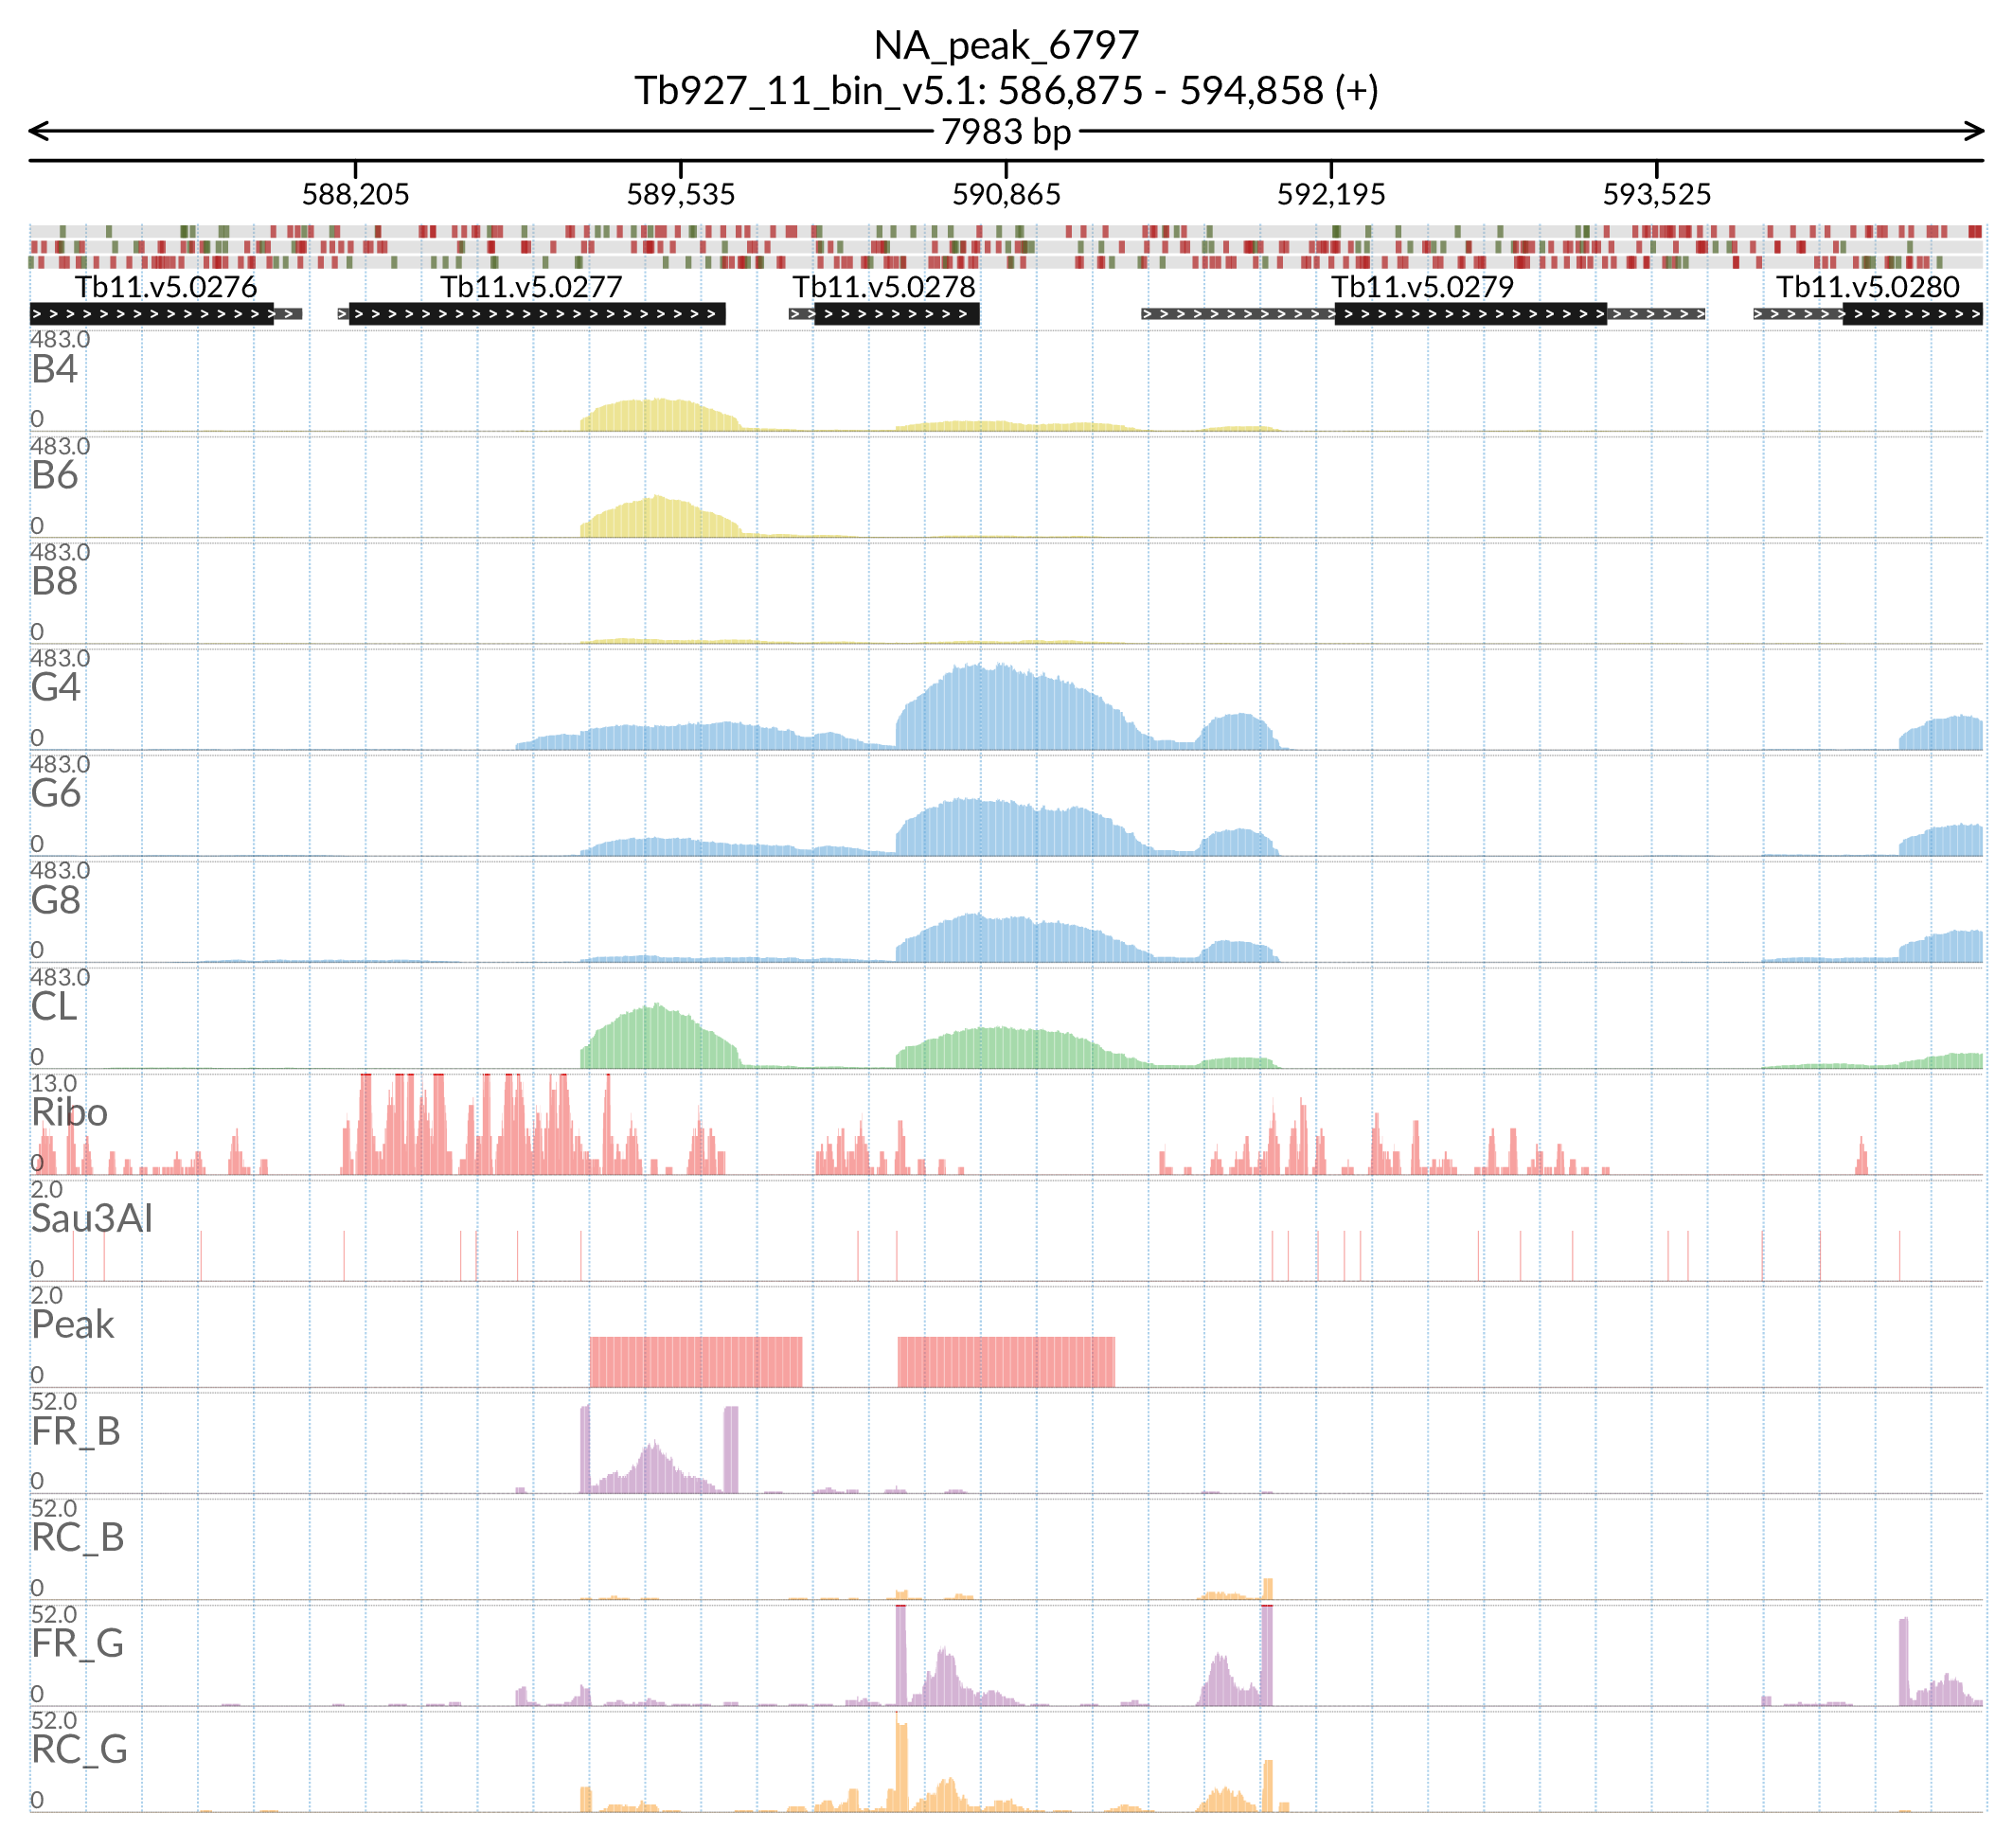 NA_peak_6797
Tb927_11_bin_v5.1: 586,875 - 594,858 (+)
7983 bp
588,205 589,535 590,865 592,195 593,525
Tb11.v5.0276 Tb11.v5.0277 Tb11.v5.0278 Tb11.v5.0279 Tb11.v5.0280
483.0
B4
0
483.0
B6
0
483.0
B8
0
483.0
G4
0
483.0
G6
0
483.0
G8
0
483.0
CL
0
13.0
Ribo
0
2.0
Sau3AI
0
2.0
Peak
0
52.0
FR_B
0
52.0
RC_B
0
52.0
FR_G
0
52.0
RC_G
0